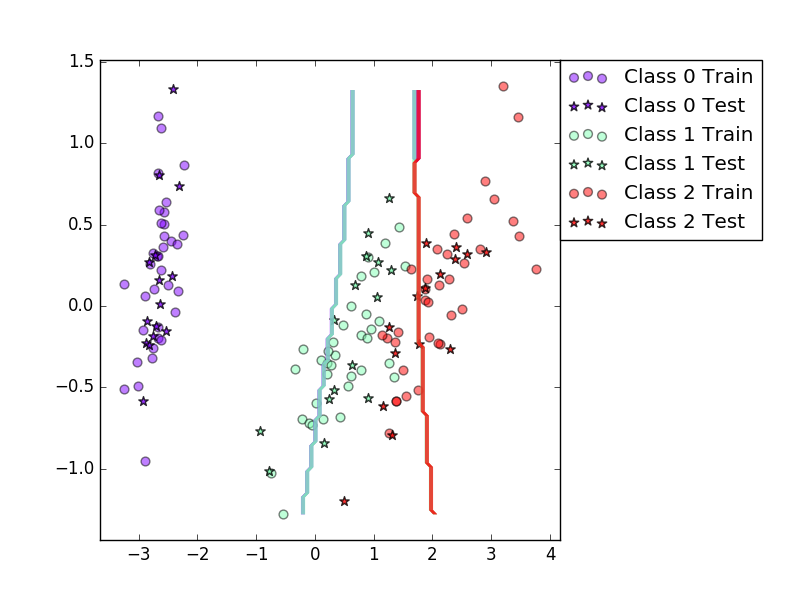 1.5
1.0
0.5
0.0
−0.5
−1.0
−3 −2 −1 0 1 2 3 4
Class 0 Train
Class 0 Test
Class 1 Train
Class 1 Test
Class 2 Train
Class 2 Test